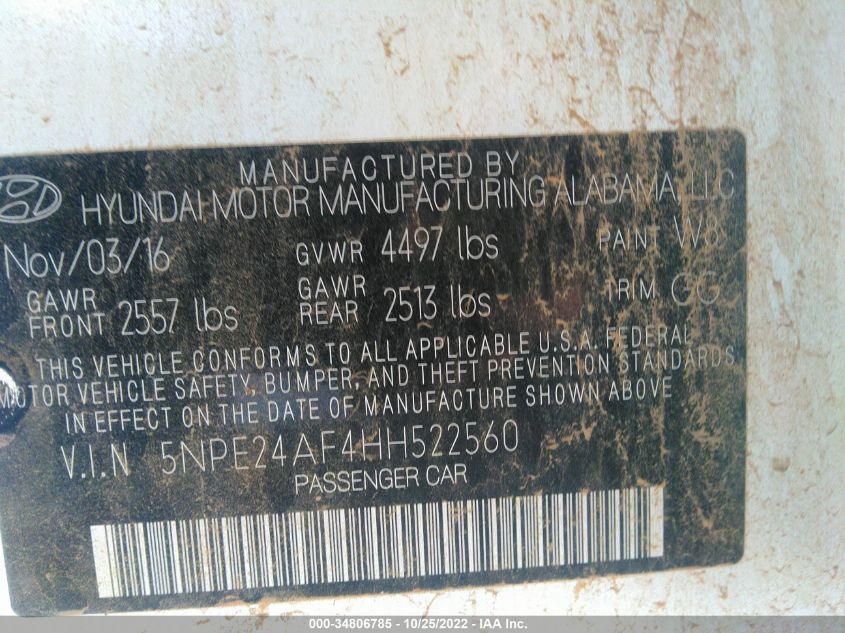 MANUFACTURED BY
HYUNDAI MOTOR MANUFACTURING ALABAMA, LLC
Nov/03/16 GVWR 4497 lbs PAINT W8
GAWR FRONT 2557 lbs GAWR REAR 2513 lbs TRIM GG
THIS VEHICLE CONFORMS TO ALL APPLICABLE U.S.A. FEDERAL
MOTOR VEHICLE SAFETY, BUMPER, AND THEFT PREVENTION STANDARDS
IN EFFECT ON THE DATE OF MANUFACTURE SHOWN ABOVE
V.I.N 5NPE24AF4HH522560
PASSENGER CAR
000-34806785 - 10/25/2022 - IAA Inc.